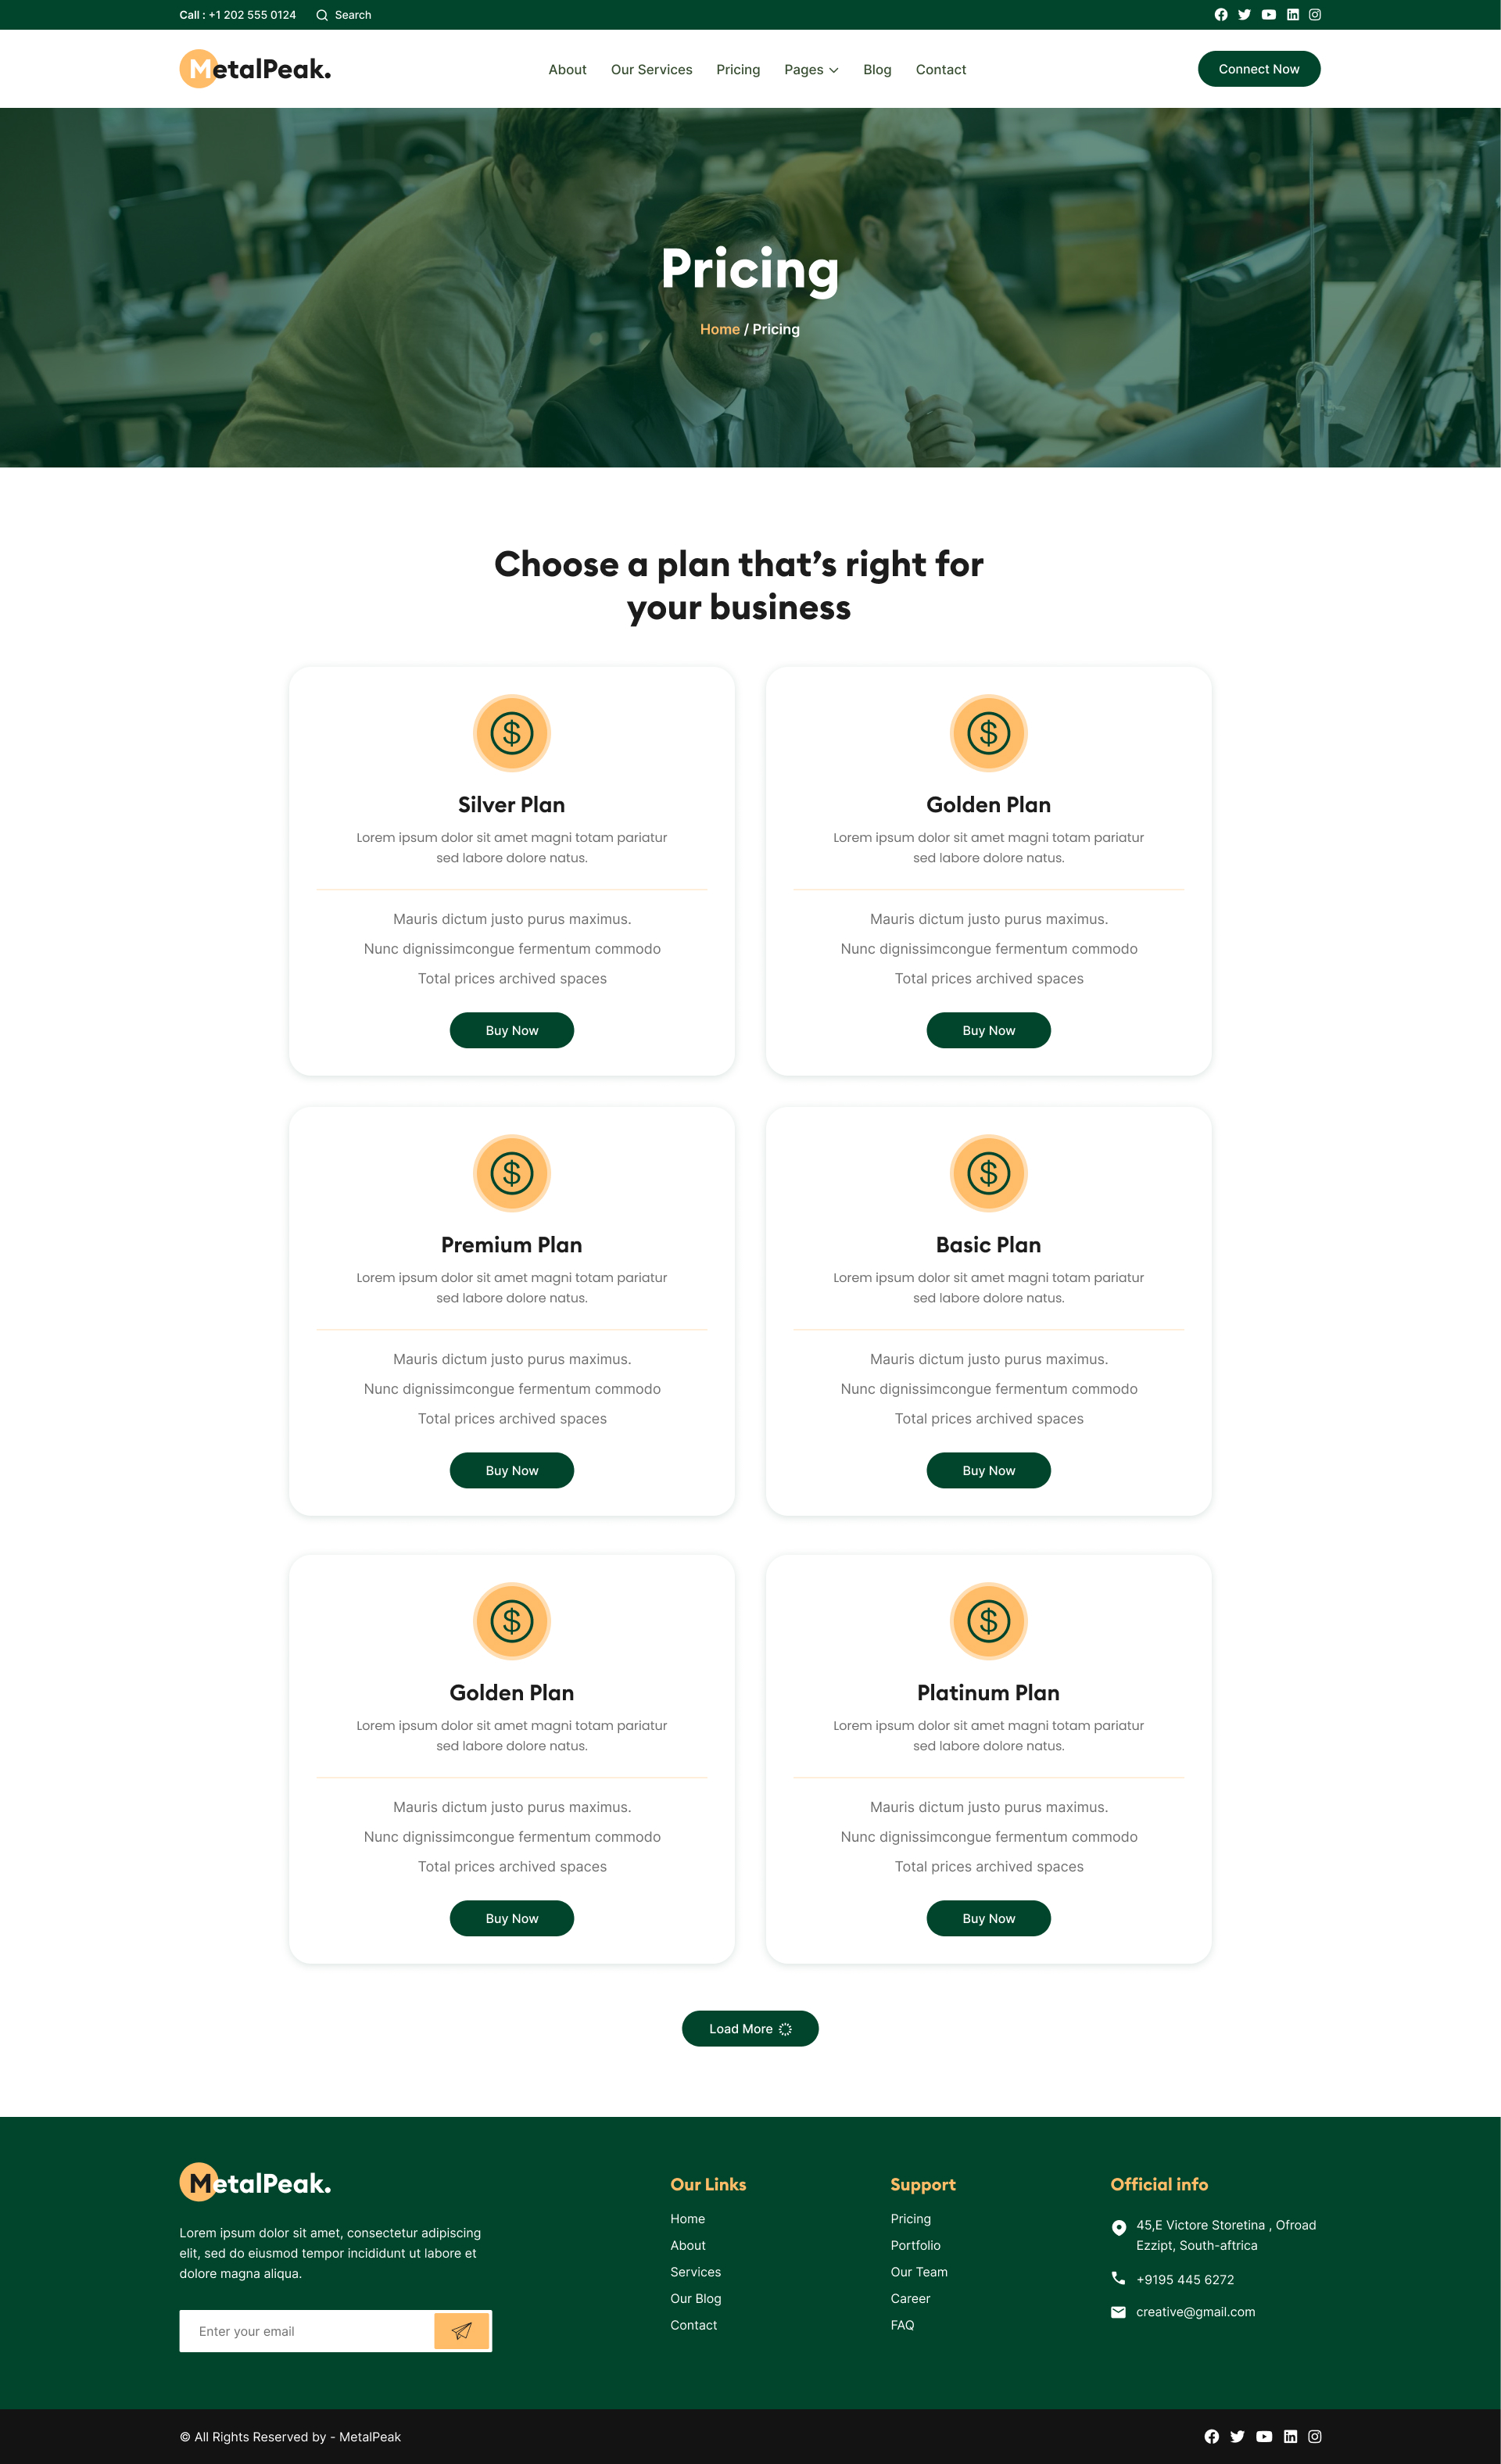 Call : +1 202 555 0124
Search
MetalPeak.
About
Our Services
Pricing
Pages
Blog
Contact
Connect Now
Pricing
Home / Pricing
Choose a plan that’s right for
your business
$
Silver Plan
Lorem ipsum dolor sit amet magni totam pariatur
sed labore dolore natus.
Mauris dictum justo purus maximus.
Nunc dignissimcongue fermentum commodo
Total prices archived spaces
Buy Now
$
Golden Plan
Lorem ipsum dolor sit amet magni totam pariatur
sed labore dolore natus.
Mauris dictum justo purus maximus.
Nunc dignissimcongue fermentum commodo
Total prices archived spaces
Buy Now
$
Premium Plan
Lorem ipsum dolor sit amet magni totam pariatur
sed labore dolore natus.
Mauris dictum justo purus maximus.
Nunc dignissimcongue fermentum commodo
Total prices archived spaces
Buy Now
$
Basic Plan
Lorem ipsum dolor sit amet magni totam pariatur
sed labore dolore natus.
Mauris dictum justo purus maximus.
Nunc dignissimcongue fermentum commodo
Total prices archived spaces
Buy Now
$
Golden Plan
Lorem ipsum dolor sit amet magni totam pariatur
sed labore dolore natus.
Mauris dictum justo purus maximus.
Nunc dignissimcongue fermentum commodo
Total prices archived spaces
Buy Now
$
Platinum Plan
Lorem ipsum dolor sit amet magni totam pariatur
sed labore dolore natus.
Mauris dictum justo purus maximus.
Nunc dignissimcongue fermentum commodo
Total prices archived spaces
Buy Now
Load More
MetalPeak.
Lorem ipsum dolor sit amet, consectetur adipiscing
elit, sed do eiusmod tempor incididunt ut labore et
dolore magna aliqua.
Enter your email
Our Links
Home
About
Services
Our Blog
Contact
Support
Pricing
Portfolio
Our Team
Career
FAQ
Official info
45,E Victore Storetina , Ofroad
Ezzipt, South-aftrica
+9195 445 6272
creative@gmail.com
© All Rights Reserved by - MetalPeak